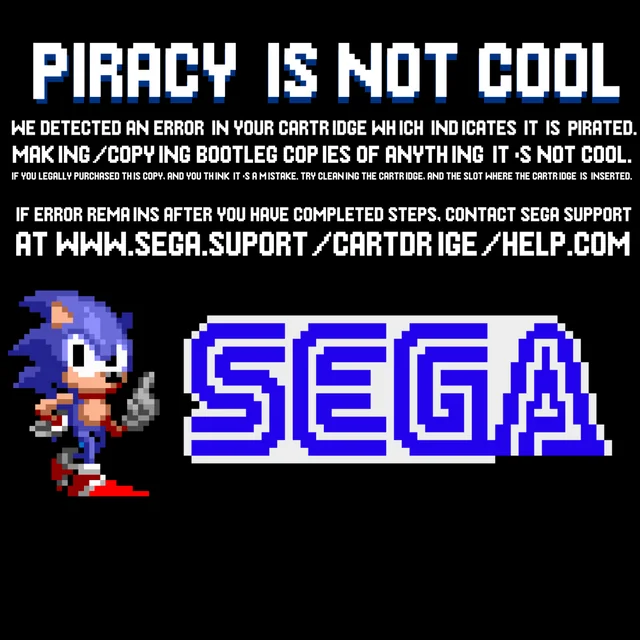 PIRACY IS NOT COOL
WE DETECTED AN ERROR IN YOUR CARTRIDGE WHICH INDICATES IT IS PIRATED.
MAKING/COPYING BOOTLEG COPIES OF ANYTHING IT'S NOT COOL.
IF YOU LEGALLY PURCHASED THIS COPY. AND YOU THINK IT'S A MISTAKE. TRY CLEANING THE CARTRIDGE. AND THE SLOT WHERE THE CARTRIDGE IS INSERTED.
IF ERROR REMAINS AFTER YOU HAVE COMPLETED STEPS. CONTACT SEGA SUPPORT
AT WWW.SEGA.SUPORT/CARTDRIGE/HELP.COM
SEGA